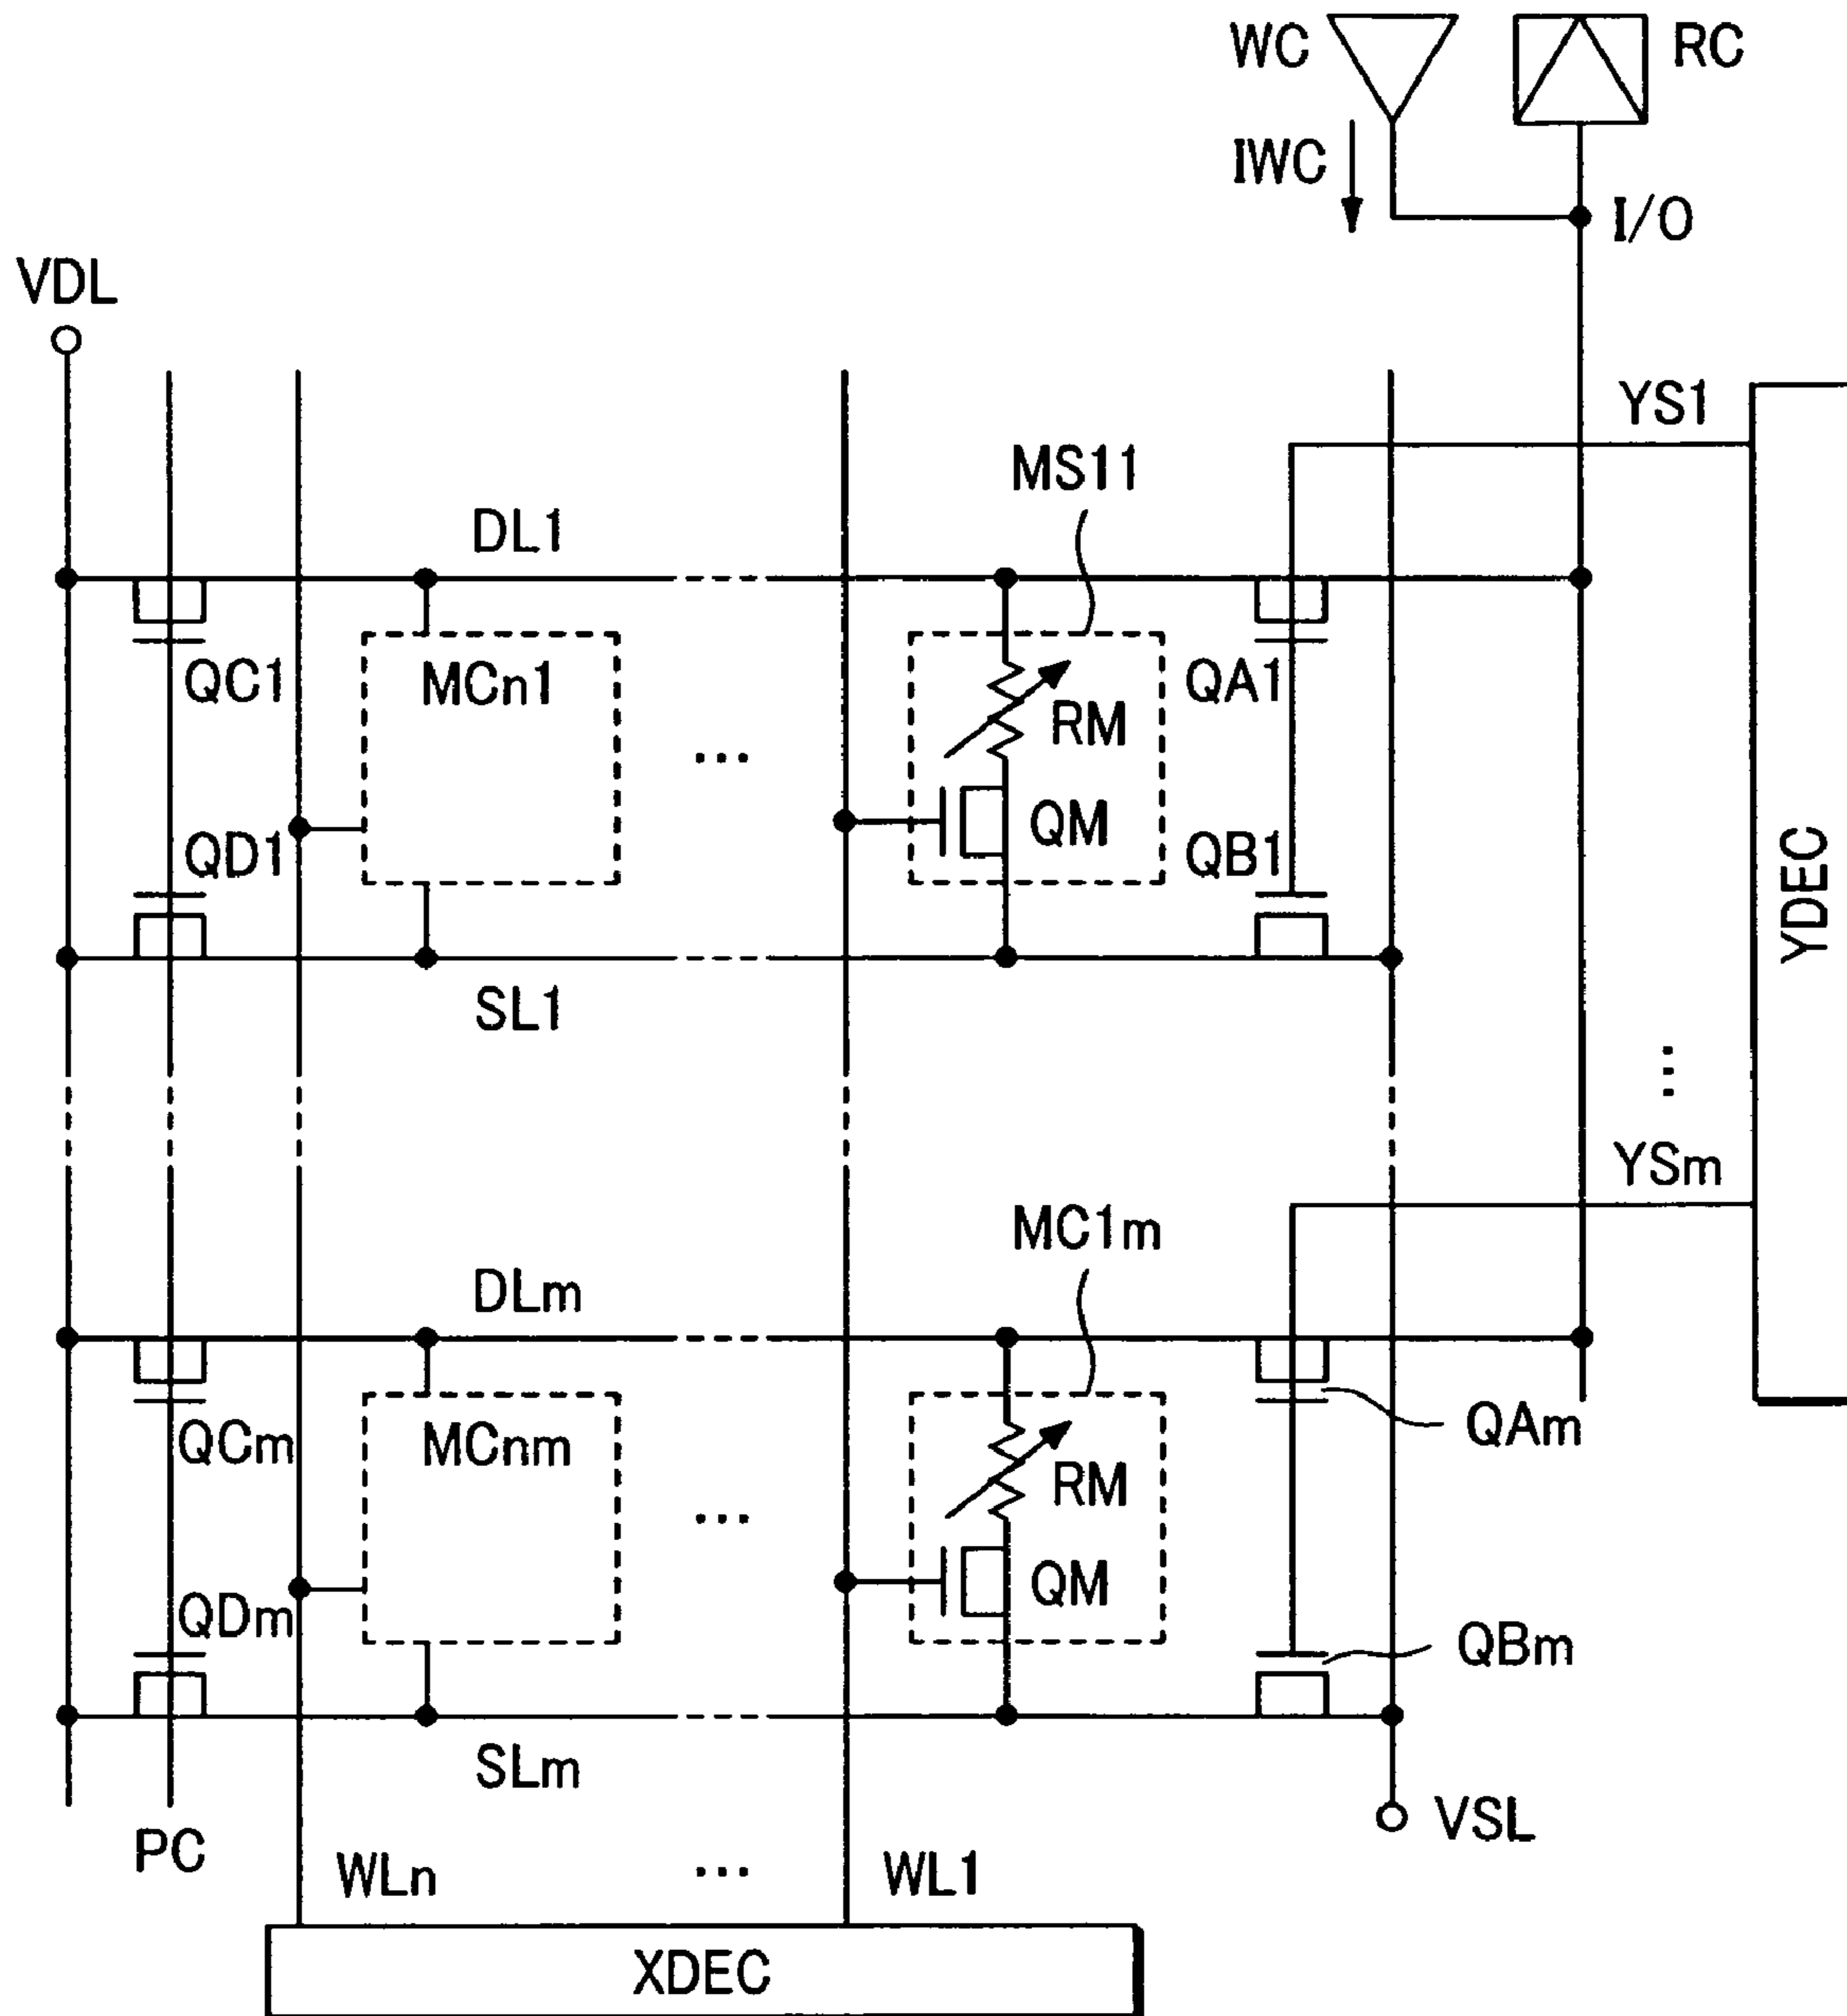 WC
RC
IWC
I/O
VDL
YS1
MS11
DL1
QC1
MCn1
RM
QA1
...
QD1
QM
QB1
YDEC
SL1
...
YSm
MC1m
DLm
QCm
MCnm
RM
QAm
...
QDm
QM
QBm
SLm
VSL
PC
WLn
...
WL1
XDEC